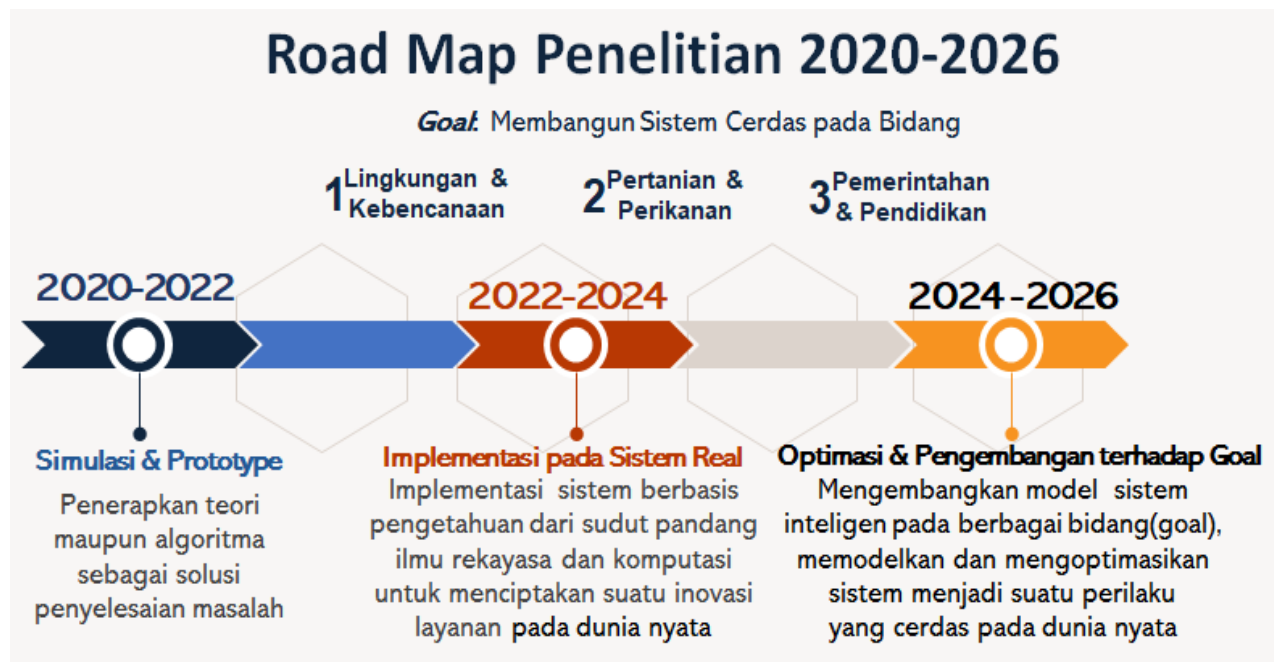 Road Map Penelitian 2020-2026
Goal: Membangun Sistem Cerdas pada Bidang
1 Lingkungan &
Kebencanaan
2 Pertanian &
Perikanan
3 Pemerintahan
& Pendidikan
2020-2022
2022-2024
2024-2026
Simulasi & Prototype
Penerapkan teori
maupun algoritma
sebagai solusi
penyelesaian masalah
Implementasi pada Sistem Real
Implementasi sistem berbasis
pengetahuan dari sudut pandang
ilmu rekayasa dan komputasi
untuk menciptakan suatu inovasi
layanan pada dunia nyata
Optimasi & Pengembangan terhadap Goal
Mengembangkan model sistem
inteligen pada berbagai bidang(goal),
memodelkan dan mengoptimasikan
sistem menjadi suatu perilaku
yang cerdas pada dunia nyata